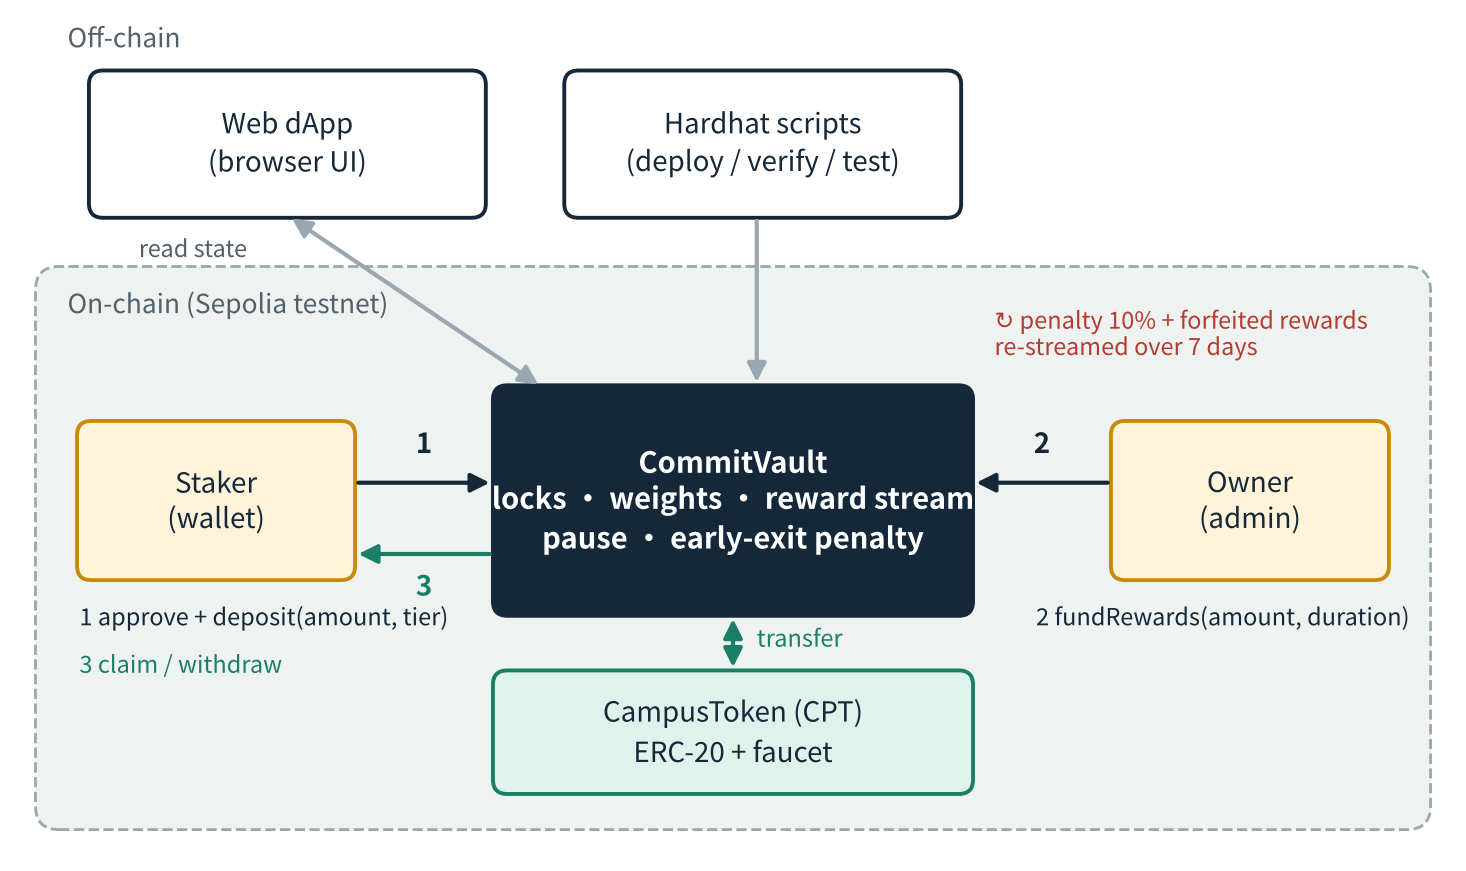 Off-chain
Web dApp
(browser UI)
Hardhat scripts
(deploy / verify / test)
read state
On-chain (Sepolia testnet)
↻ penalty 10% + forfeited rewards
re-streamed over 7 days
Staker
(wallet)
1
3
CommitVault
locks • weights • reward stream
pause • early-exit penalty
2
Owner
(admin)
1 approve + deposit(amount, tier)
3 claim / withdraw
2 fundRewards(amount, duration)
transfer
CampusToken (CPT)
ERC-20 + faucet